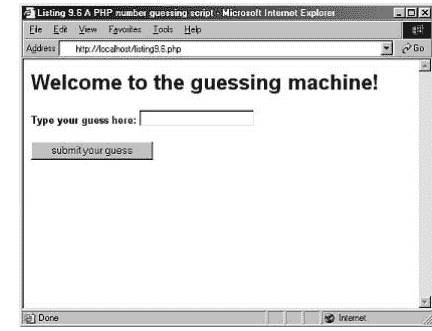 Listing 9.6 A PHP number guessing script - Microsoft Internet Explorer
File Edit View Favorites Tools Help
Address http://localhost/listing9.6.php Go
Welcome to the guessing machine!
Type your guess here:
submit your guess
Done Internet